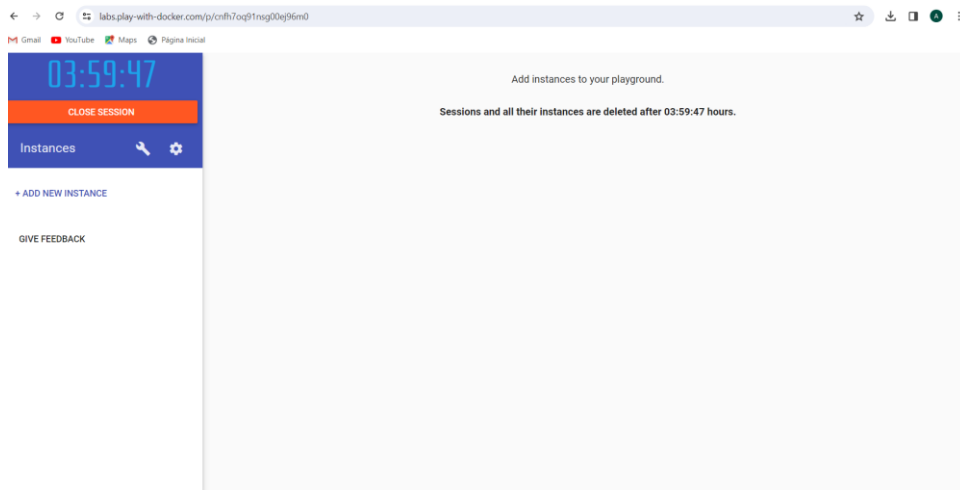 labs.play-with-docker.com/p/cnfh7oq91nsg00ej96m0
Gmail YouTube Maps Página Inicial
03:59:47
CLOSE SESSION
Instances
+ ADD NEW INSTANCE
GIVE FEEDBACK
Add instances to your playground.
Sessions and all their instances are deleted after 03:59:47 hours.
A